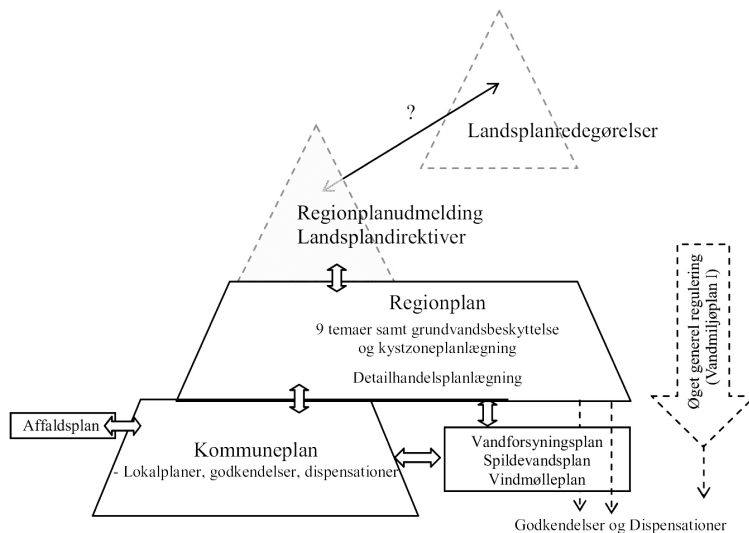 ?
Landsplanredegørelser
Regionplanudmelding
Landsplandirektiver
Regionplan
9 temaer samt grundvandsbeskyttelse
og kystzoneplanlægning
Detailhandelsplanlægning
Øget generel regulering
(Vandmiljøplan I)
Affaldsplan
Kommuneplan
- Lokalplaner, godkendelser, dispensationer
Vandforsyningsplan
Spildevandsplan
Vindmølleplan
Godkendelser og Dispensationer